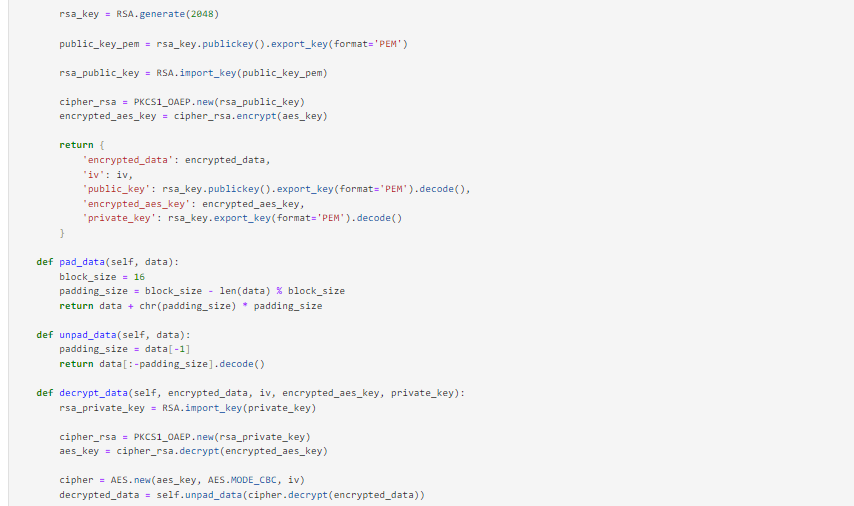 rsa_key = RSA.generate(2048)
public_key_pem = rsa_key.publickey().export_key(format='PEM')
rsa_public_key = RSA.import_key(public_key_pem)
cipher_rsa = PKCS1_OAEP.new(rsa_public_key)
encrypted_aes_key = cipher_rsa.encrypt(aes_key)
return {
'encrypted_data': encrypted_data,
'iv': iv,
'public_key': rsa_key.publickey().export_key(format='PEM').decode(),
'encrypted_aes_key': encrypted_aes_key,
'private_key': rsa_key.export_key(format='PEM').decode()
}
def pad_data(self, data):
block_size = 16
padding_size = block_size - len(data) % block_size
return data + chr(padding_size) * padding_size
def unpad_data(self, data):
padding_size = data[-1]
return data[:-padding_size].decode()
def decrypt_data(self, encrypted_data, iv, encrypted_aes_key, private_key):
rsa_private_key = RSA.import_key(private_key)
cipher_rsa = PKCS1_OAEP.new(rsa_private_key)
aes_key = cipher_rsa.decrypt(encrypted_aes_key)
cipher = AES.new(aes_key, AES.MODE_CBC, iv)
decrypted_data = self.unpad_data(cipher.decrypt(encrypted_data))